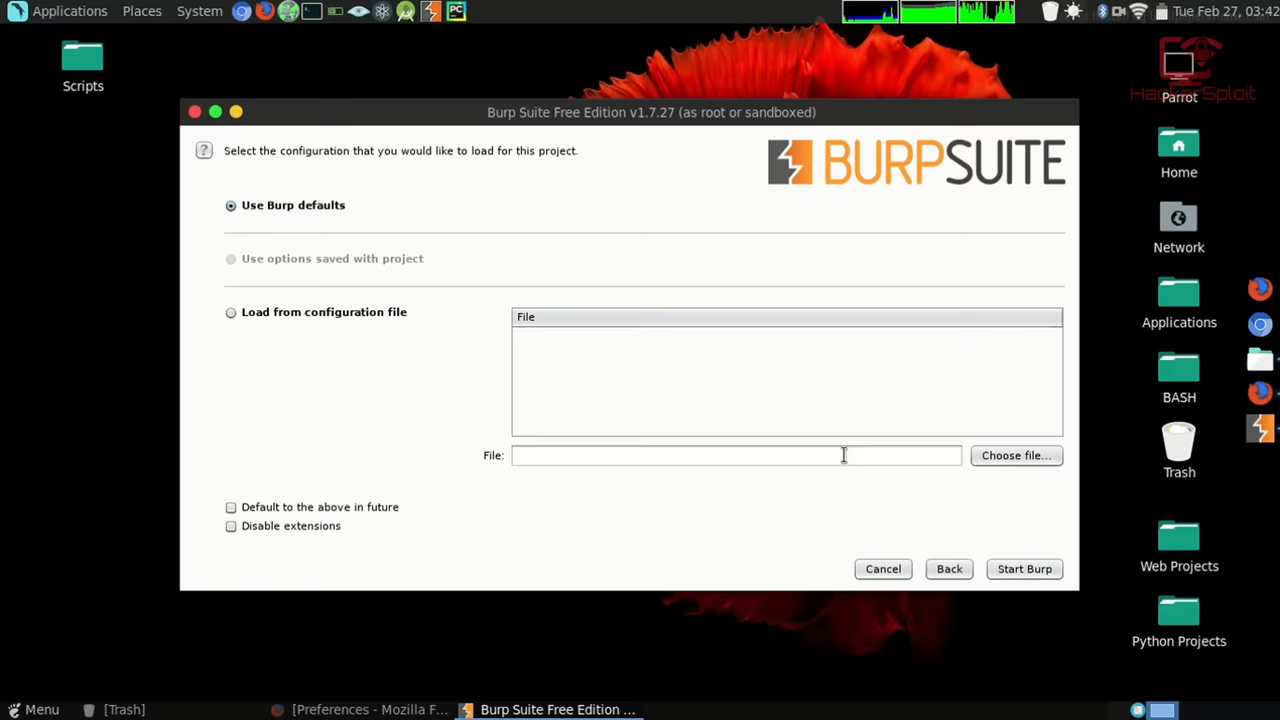 Applications Places System
Tue Feb 27, 03:42
Scripts
HackerSploit
Parrot
Home
Network
Applications
BASH
Trash
Web Projects
Python Projects
Burp Suite Free Edition v1.7.27 (as root or sandboxed)
? Select the configuration that you would like to load for this project.
BURPSUITE
Use Burp defaults
Use options saved with project
Load from configuration file
File
File:
Choose file...
Default to the above in future
Disable extensions
Cancel Back Start Burp
Menu [Trash] [Preferences - Mozilla F... Burp Suite Free Edition ...
PC